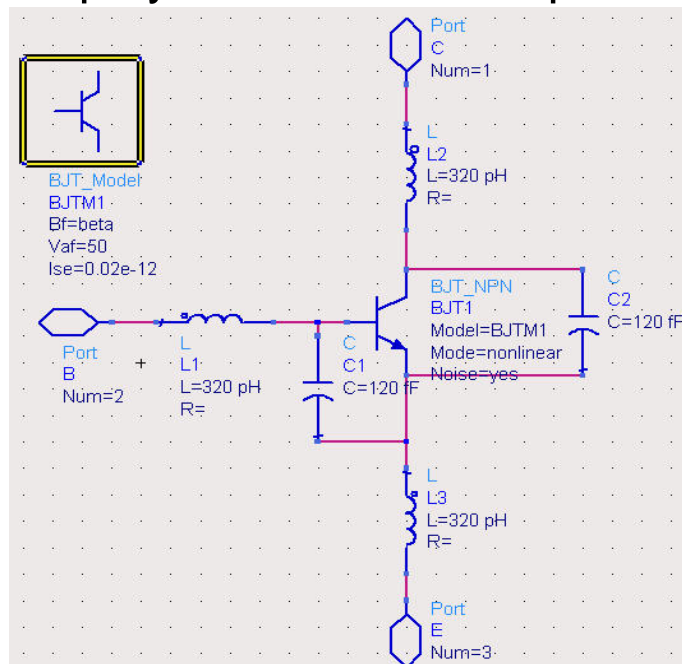 Port
C
Num=1
L
L2
L=320 pH
R=
BJT_Model
BJTM1
Bf=beta
Vaf=50
Ise=0.02e-12
BJT_NPN
BJT1
Model=BJTM1
Mode=nonlinear
Noise=yes
C
C2
C=120 fF
Port
B
Num=2
L
L1
L=320 pH
R=
C
C1
C=120 fF
L
L3
L=320 pH
R=
Port
E
Num=3